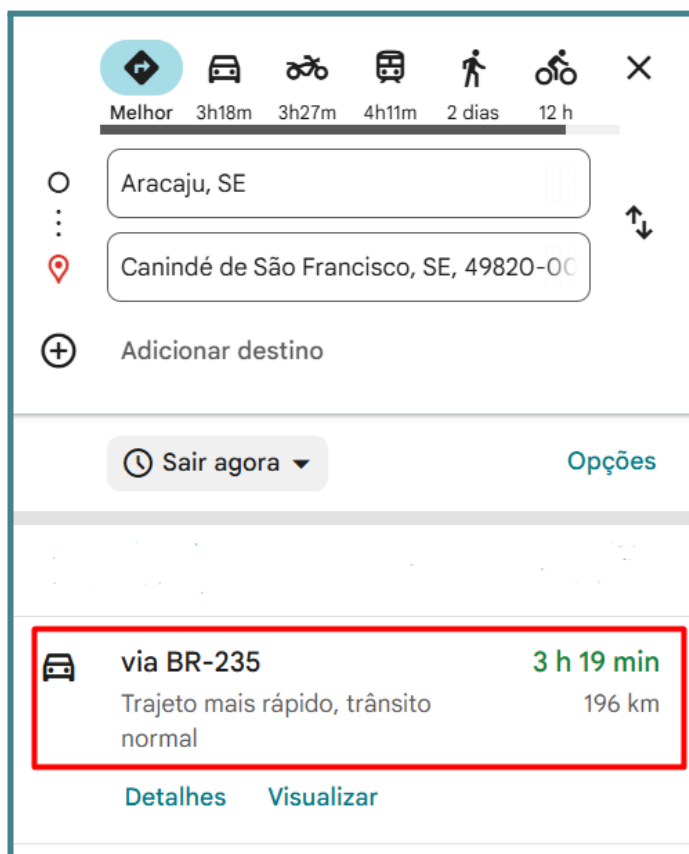 Melhor 3h18m 3h27m 4h11m 2 dias 12 h
Aracaju, SE
Canindé de São Francisco, SE, 49820-00
Adicionar destino
Sair agora
Opções
via BR-235 3 h 19 min
Trajeto mais rápido, trânsito 196 km
normal
Detalhes Visualizar